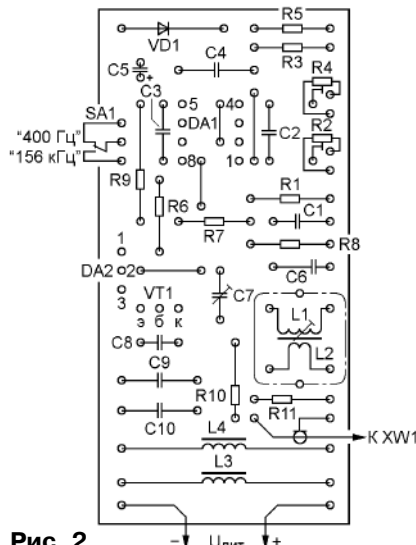 R5
VD1
C4
R3
C5
+
R4
C3
SA1
5
4
DA1
C2
R2
“400 Гц”
“156 кГц”
8
1
R9
R6
R1
C1
R7
R8
1
DA2
2
C6
3
VT1
C7
L1
э б к
C8
L2
C9
R10
R11
C10
L4
К XW1
L3
Рис. 2
– Uпит +